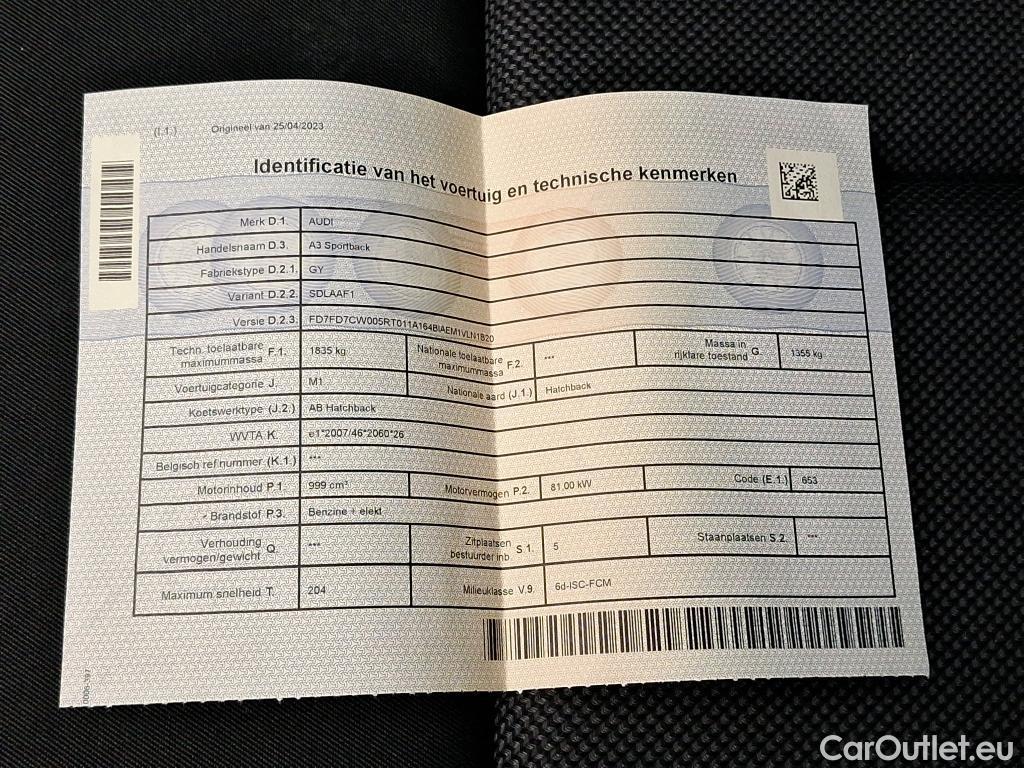 (I.1.) Origineel van 25/04/2023
Identificatie van het voertuig en technische kenmerken
Merk D.1. AUDI
Handelsnaam D.3. A3 Sportback
Fabriekstype D.2.1. GY
Variant D.2.2. SDLAAF1
Versie D.2.3. FD7FD7CW005RT011A164BIAEM1VLN1B20
Techn. toelaatbare maximummassa F.1. 1835 kg Nationale toelaatbare maximummassa F.2. *** Massa in rijklare toestand G. 1355 kg
Voertuigcategorie J. M1 Nationale aard (J.1.) Hatchback
Koetswerktype (J.2.) AB Hatchback
WVTA K. e1*2007/46*2060*26
Belgisch ref.nummer (K.1.) ***
Motorinhoud P.1. 999 cm³ Motorvermogen P.2. 81,00 kW Code (E.1.) 653
- Brandstof P.3. Benzine + elekt
Verhouding vermogen/gewicht Q. *** Zitplaatsen bestuurder inb. S.1. 5 Staanplaatsen S.2. ***
Maximum snelheid T. 204 Milieuklasse V.9. 6d-ISC-FCM
CarOutlet.eu